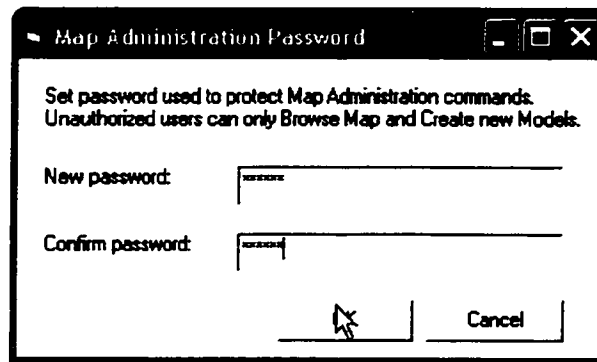 Map Administration Password
Set password used to protect Map Administration commands.
Unauthorized users can only Browse Map and Create new Models.
New password:
Confirm password:
Cancel